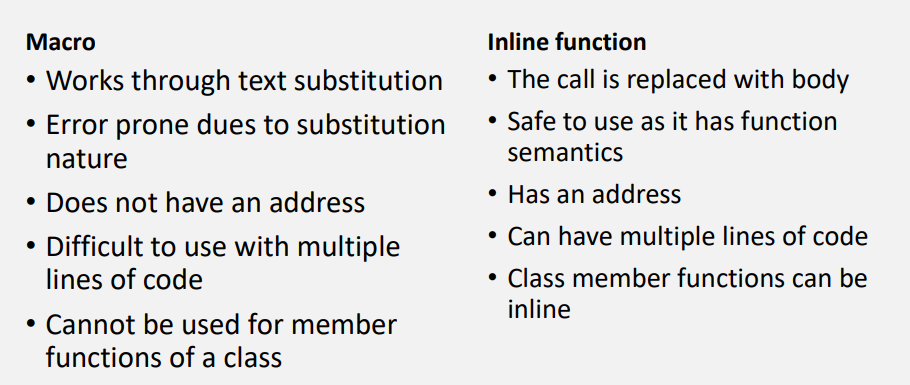 Macro
• Works through text substitution
• Error prone dues to substitution
nature
• Does not have an address
• Difficult to use with multiple
lines of code
• Cannot be used for member
functions of a class
Inline function
• The call is replaced with body
• Safe to use as it has function
semantics
• Has an address
• Can have multiple lines of code
• Class member functions can be
inline